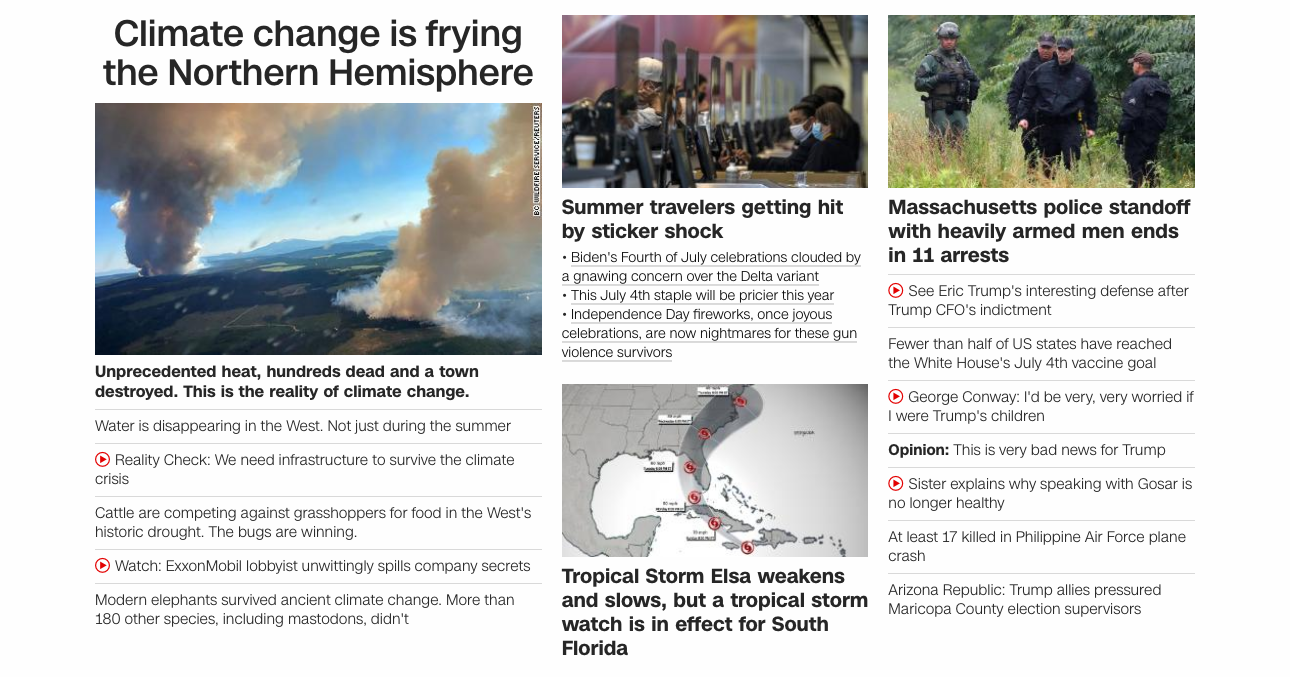 Climate change is frying
the Northern Hemisphere
BC WILDFIRE SERVICE/REUTERS
Unprecedented heat, hundreds dead and a town
destroyed. This is the reality of climate change.
Water is disappearing in the West. Not just during the summer
Reality Check: We need infrastructure to survive the climate
crisis
Cattle are competing against grasshoppers for food in the West's
historic drought. The bugs are winning.
Watch: ExxonMobil lobbyist unwittingly spills company secrets
Modern elephants survived ancient climate change. More than
180 other species, including mastodons, didn't
Summer travelers getting hit
by sticker shock
• Biden's Fourth of July celebrations clouded by
a gnawing concern over the Delta variant
• This July 4th staple will be pricier this year
• Independence Day fireworks, once joyous
celebrations, are now nightmares for these gun
violence survivors
Tropical Storm Elsa weakens
and slows, but a tropical storm
watch is in effect for South
Florida
Massachusetts police standoff
with heavily armed men ends
in 11 arrests
See Eric Trump's interesting defense after
Trump CFO's indictment
Fewer than half of US states have reached
the White House's July 4th vaccine goal
George Conway: I'd be very, very worried if
I were Trump's children
Opinion: This is very bad news for Trump
Sister explains why speaking with Gosar is
no longer healthy
At least 17 killed in Philippine Air Force plane
crash
Arizona Republic: Trump allies pressured
Maricopa County election supervisors